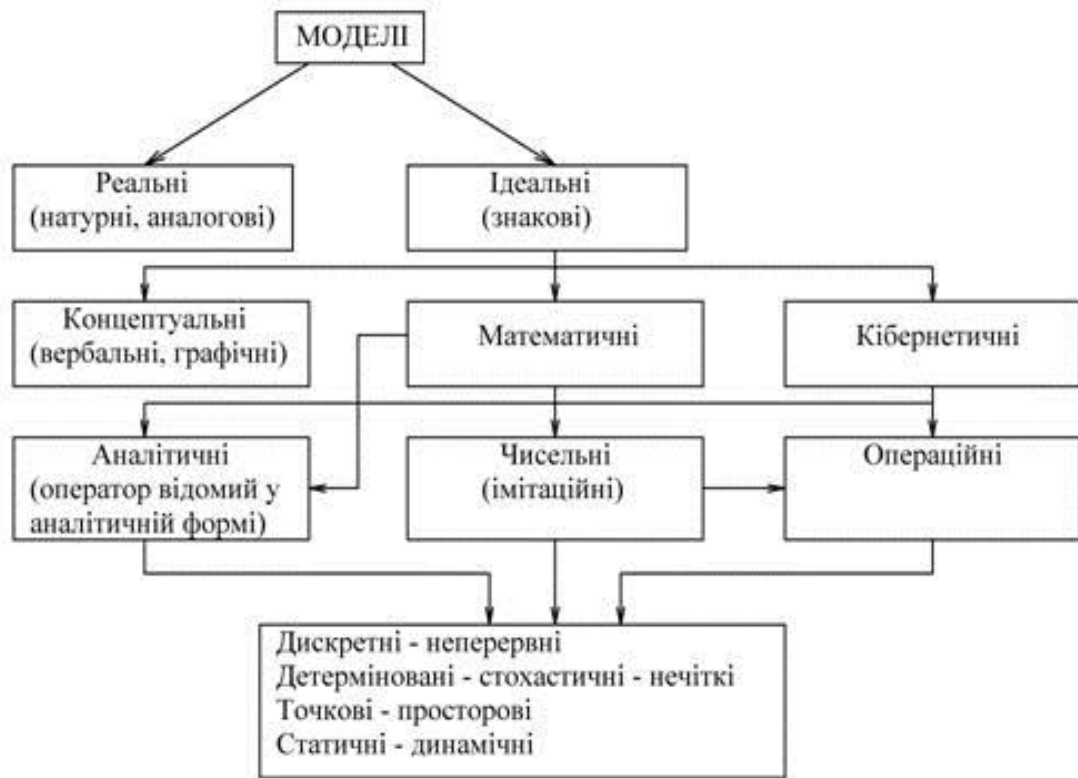 МОДЕЛІ
Реальні
(натурні, аналогові)
Ідеальні
(знакові)
Концептуальні
(вербальні, графічні)
Математичні
Кібернетичні
Аналітичні
(оператор відомий у
аналітичній формі)
Чисельні
(імітаційні)
Операційні
Дискретні - неперервні
Детерміновані - стохастичні - нечіткі
Точкові - просторові
Статичні - динамічні